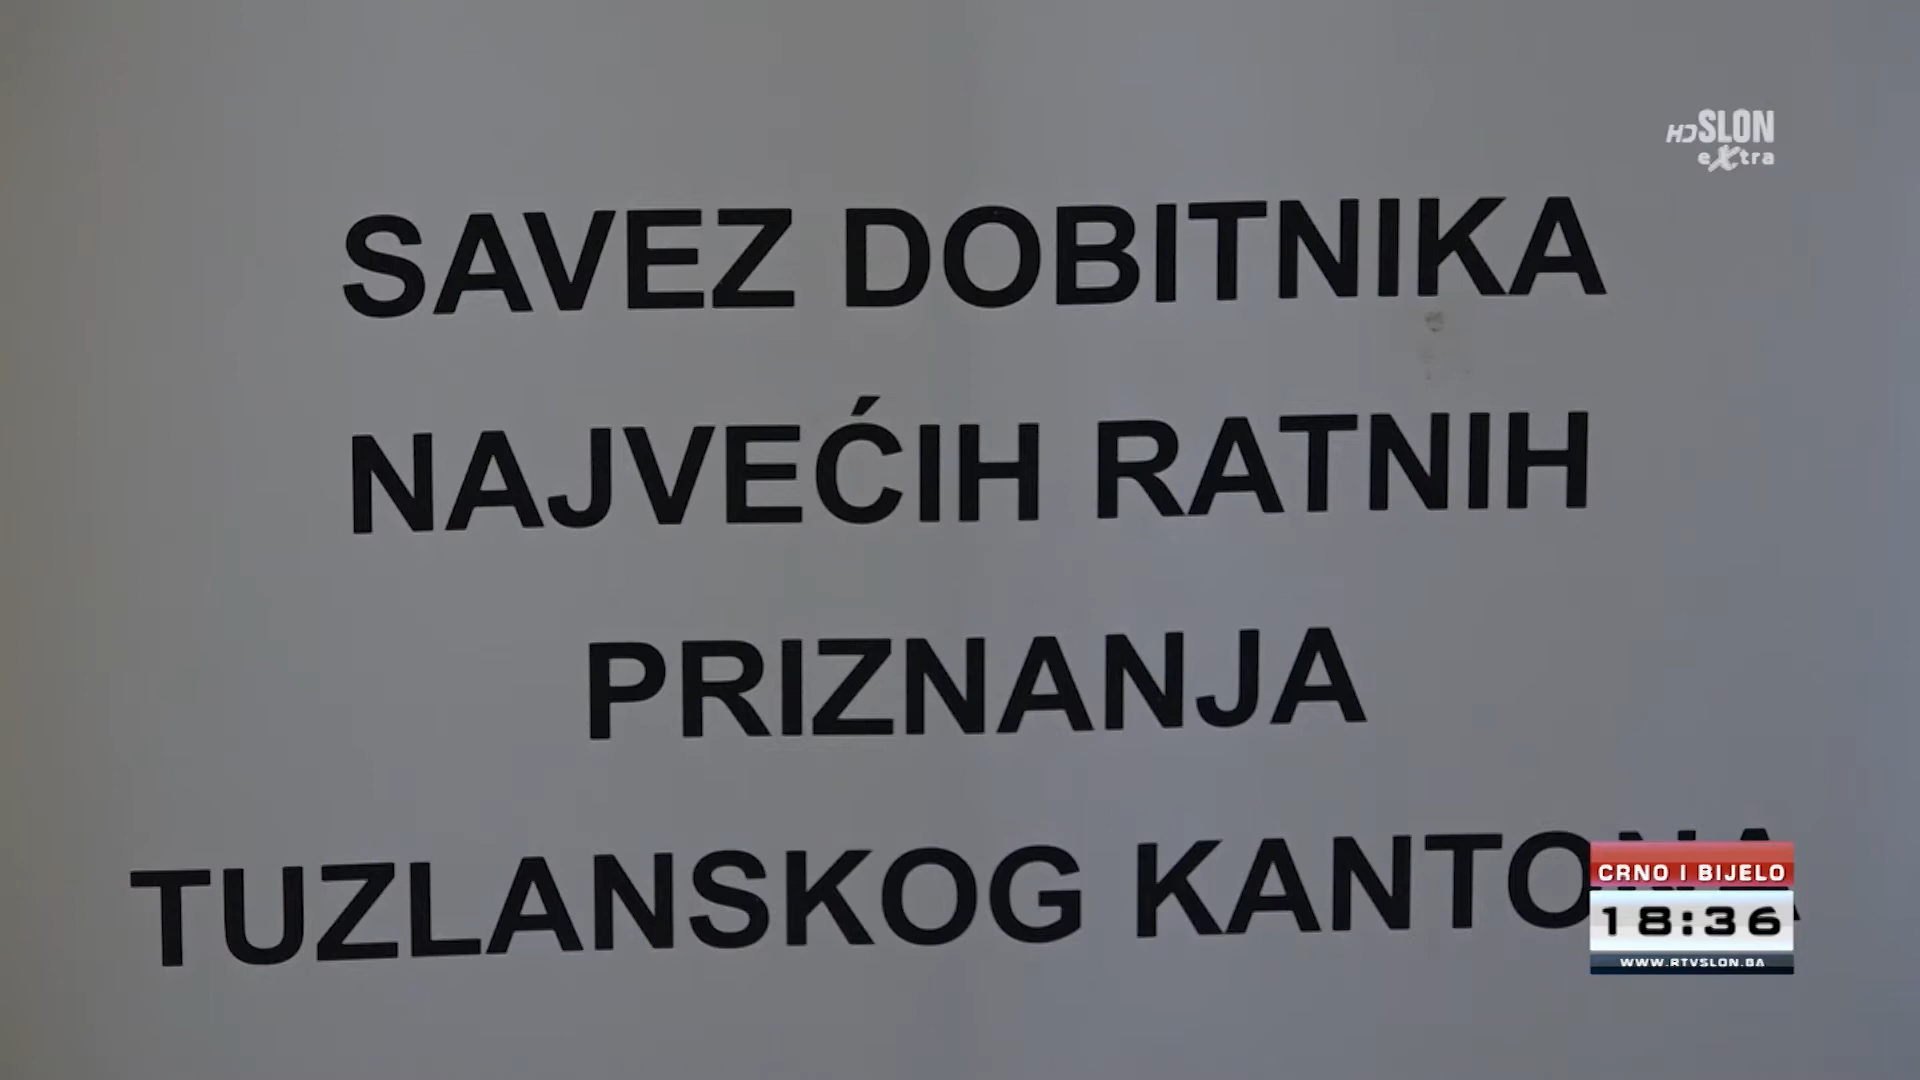 HD SLON
eXtra
SAVEZ DOBITNIKA
NAJVEĆIH RATNIH
PRIZNANJA
TUZLANSKOG KANTONA
CRNO I BIJELO
18:36
WWW.RTVSLON.BA